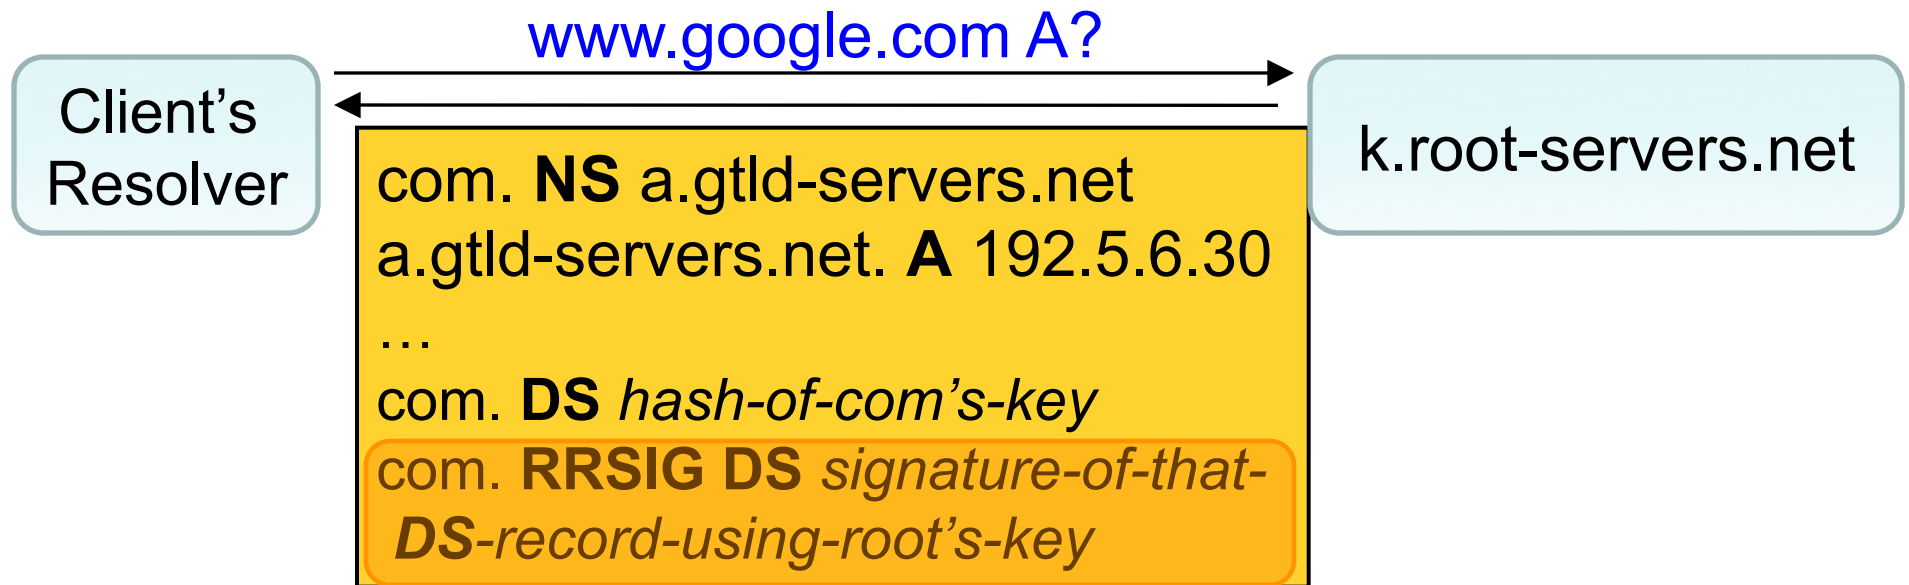 www.google.com A?
Client’s
Resolver
k.root-servers.net
com. NS a.gtld-servers.net
a.gtld-servers.net. A 192.5.6.30
…
com. DS hash-of-com’s-key
com. RRSIG DS signature-of-that-
DS-record-using-root’s-key